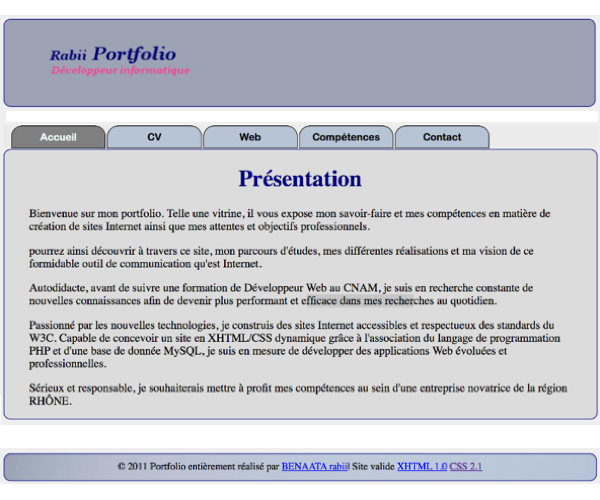 Rabii Portfolio
Développeur informatique
Accueil CV Web Compétences Contact
Présentation
Bienvenue sur mon portfolio. Telle une vitrine, il vous expose mon savoir-faire et mes compétences en matière de
création de sites Internet ainsi que mes attentes et objectifs professionnels.
pourrez ainsi découvrir à travers ce site, mon parcours d'études, mes différentes réalisations et ma vision de ce
formidable outil de communication qu'est Internet.
Autodidacte, avant de suivre une formation de Développeur Web au CNAM, je suis en recherche constante de
nouvelles connaissances afin de devenir plus performant et efficace dans mes recherches au quotidien.
Passionné par les nouvelles technologies, je construis des sites Internet accessibles et respectueux des standards du
W3C. Capable de concevoir un site en XHTML/CSS dynamique grâce à l'association du langage de programmation
PHP et d'une base de donnée MySQL, je suis en mesure de développer des applications Web évoluées et
professionnelles.
Sérieux et responsable, je souhaiterais mettre à profit mes compétences au sein d'une entreprise novatrice de la région
RHÔNE.
© 2011 Portfolio entièrement réalisé par BENAATA rabii| Site valide XHTML 1.0 CSS 2.1